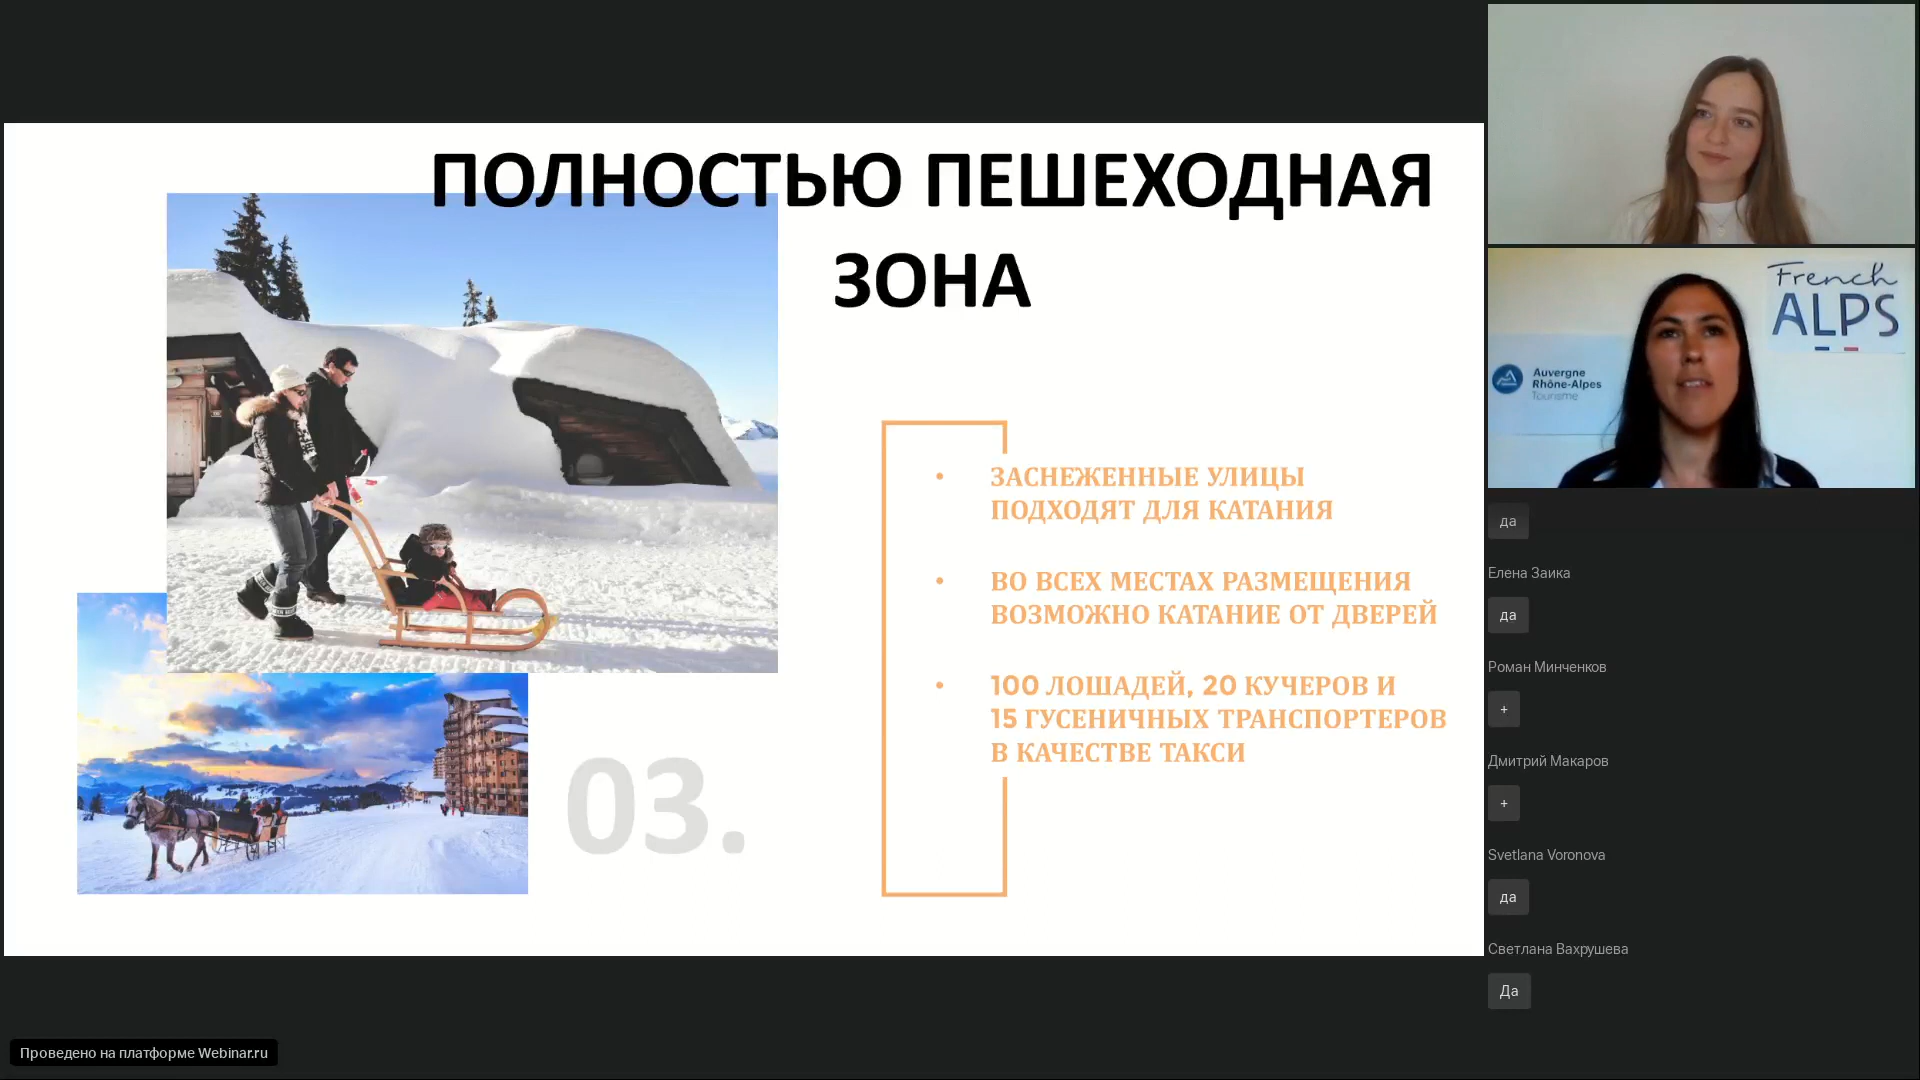 ПОЛНОСТЬЮ ПЕШЕХОДНАЯ
ЗОНА
• ЗАСНЕЖЕННЫЕ УЛИЦЫ
ПОДХОДЯТ ДЛЯ КАТАНИЯ
• ВО ВСЕХ МЕСТАХ РАЗМЕЩЕНИЯ
ВОЗМОЖНО КАТАНИЕ ОТ ДВЕРЕЙ
• 100 ЛОШАДЕЙ, 20 КУЧЕРОВ И
15 ГУСЕНИЧНЫХ ТРАНСПОРТЕРОВ
В КАЧЕСТВЕ ТАКСИ
03.
French
ALPS
Auvergne
Rhône-Alpes
Tourisme
да
Елена Заика
да
Роман Минченков
+
Дмитрий Макаров
+
Svetlana Voronova
да
Светлана Вахрушева
Да
Проведено на платформе Webinar.ru